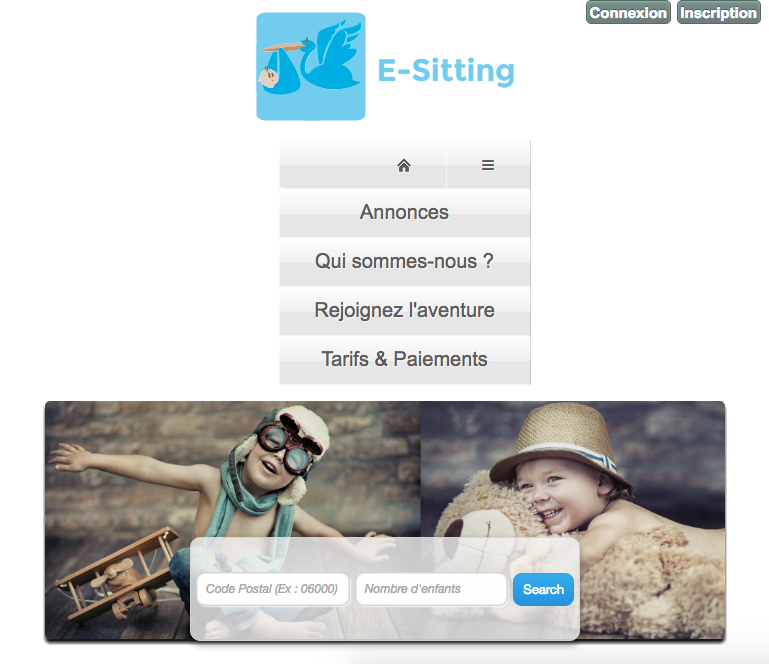 Connexion Inscription
E-Sitting
Annonces
Qui sommes-nous ?
Rejoignez l'aventure
Tarifs & Paiements
Code Postal (Ex : 06000) Nombre d'enfants Search